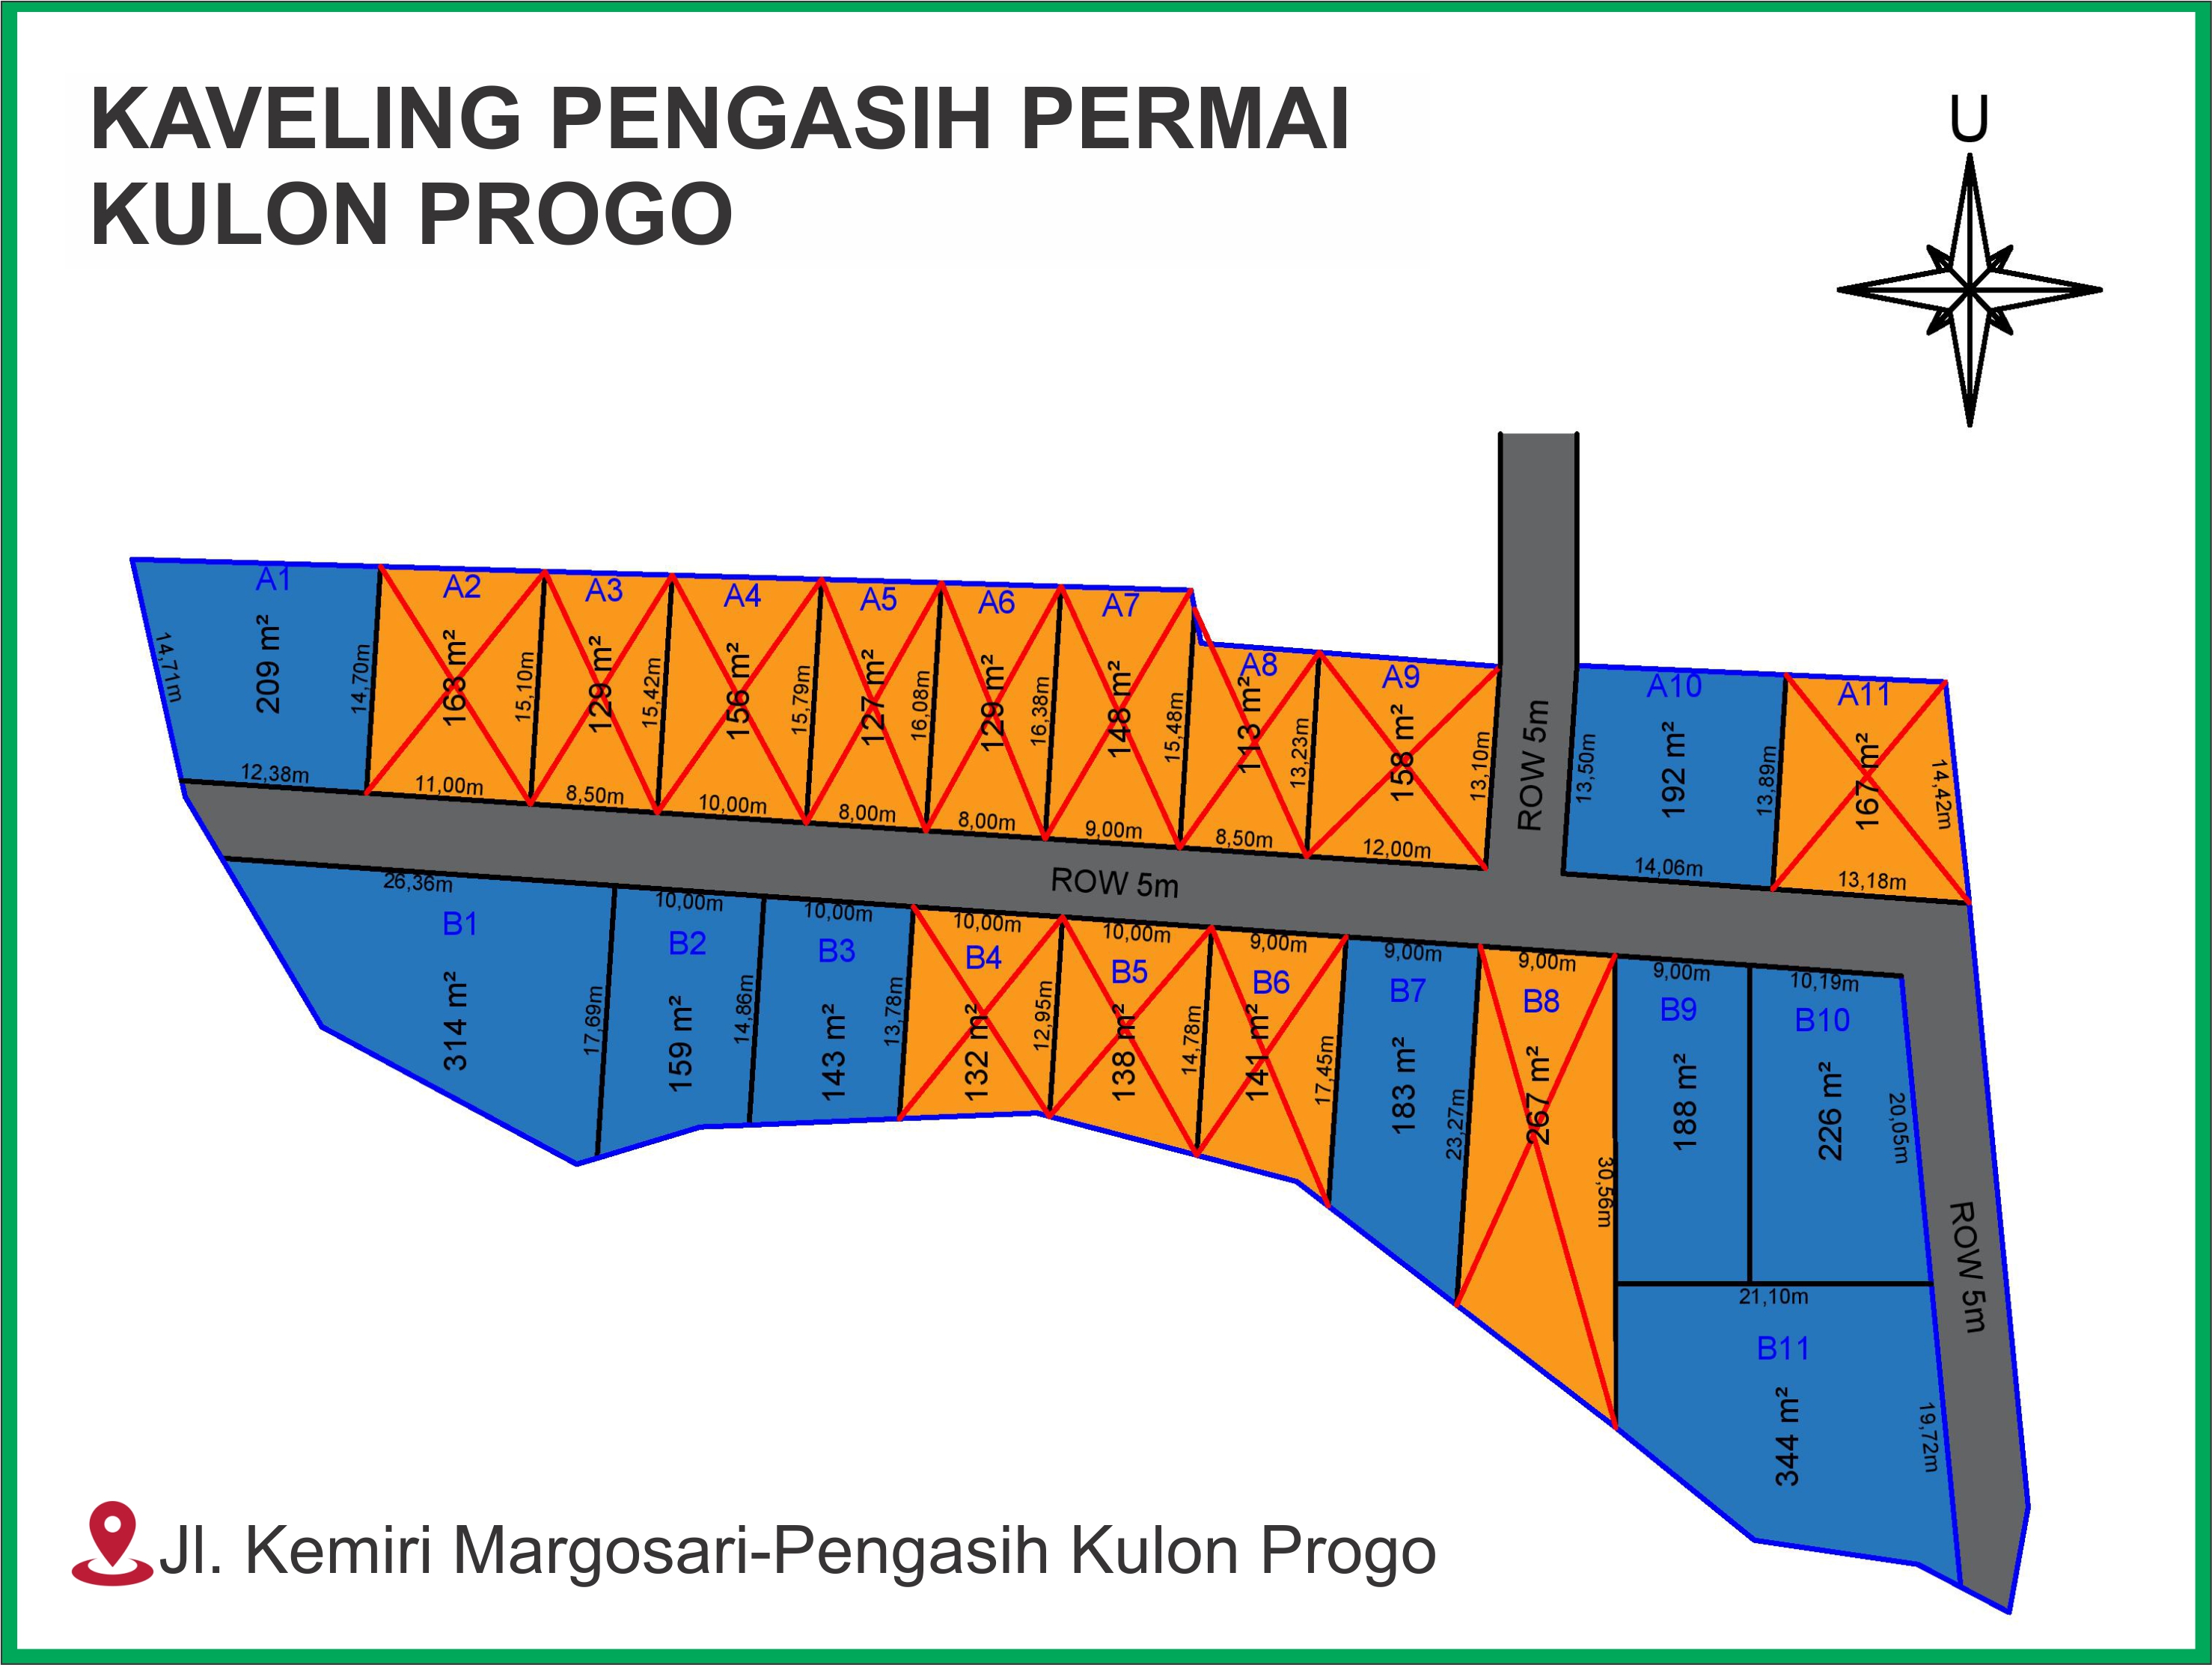 KAVELING PENGASIH PERMAI
KULON PROGO
U
A1
209 m²
14,71m
14,70m
12,38m
A2
163 m²
15,10m
11,00m
A3
129 m²
15,42m
8,50m
A4
156 m²
15,79m
10,00m
A5
127 m²
16,08m
8,00m
A6
129 m²
16,38m
8,00m
A7
148 m²
15,48m
9,00m
A8
113 m²
13,23m
8,50m
A9
158 m²
13,10m
12,00m
ROW 5m
A10
192 m²
13,50m
13,89m
14,06m
A11
167 m²
14,42m
13,18m
ROW 5m
26,36m
B1
314 m²
17,69m
10,00m
B2
159 m²
14,86m
10,00m
B3
143 m²
13,78m
10,00m
B4
132 m²
12,95m
10,00m
B5
138 m²
14,78m
9,00m
B6
141 m²
17,45m
9,00m
B7
183 m²
23,27m
9,00m
B8
267 m²
30,56m
9,00m
B9
188 m²
10,19m
B10
226 m²
20,05m
21,10m
B11
344 m²
19,72m
ROW 5m
Jl. Kemiri Margosari-Pengasih Kulon Progo